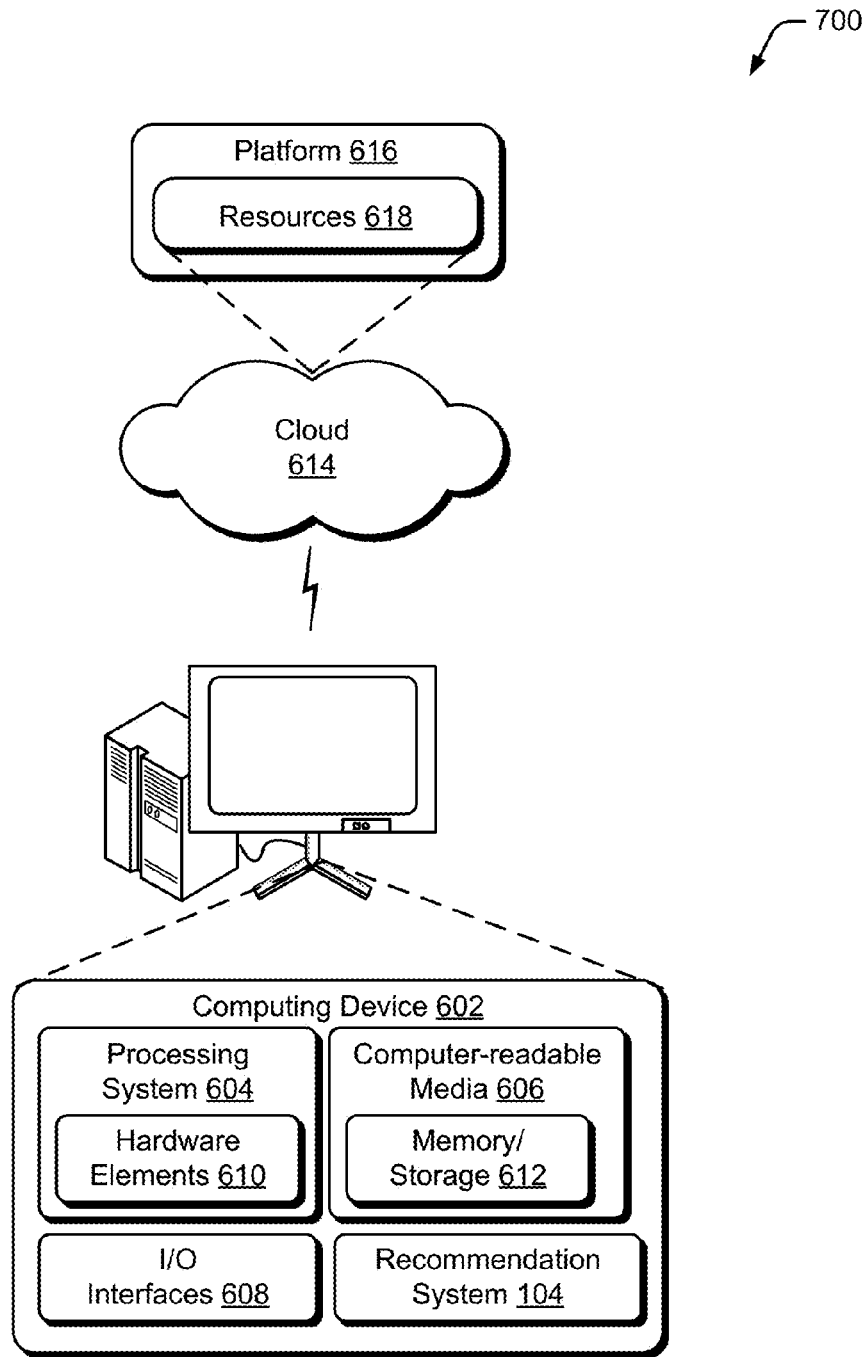 700
Platform 616
Resources 618
Cloud
614
Computing Device 602
Processing
System 604
Hardware
Elements 610
Computer-readable
Media 606
Memory/
Storage 612
I/O
Interfaces 608
Recommendation
System 104